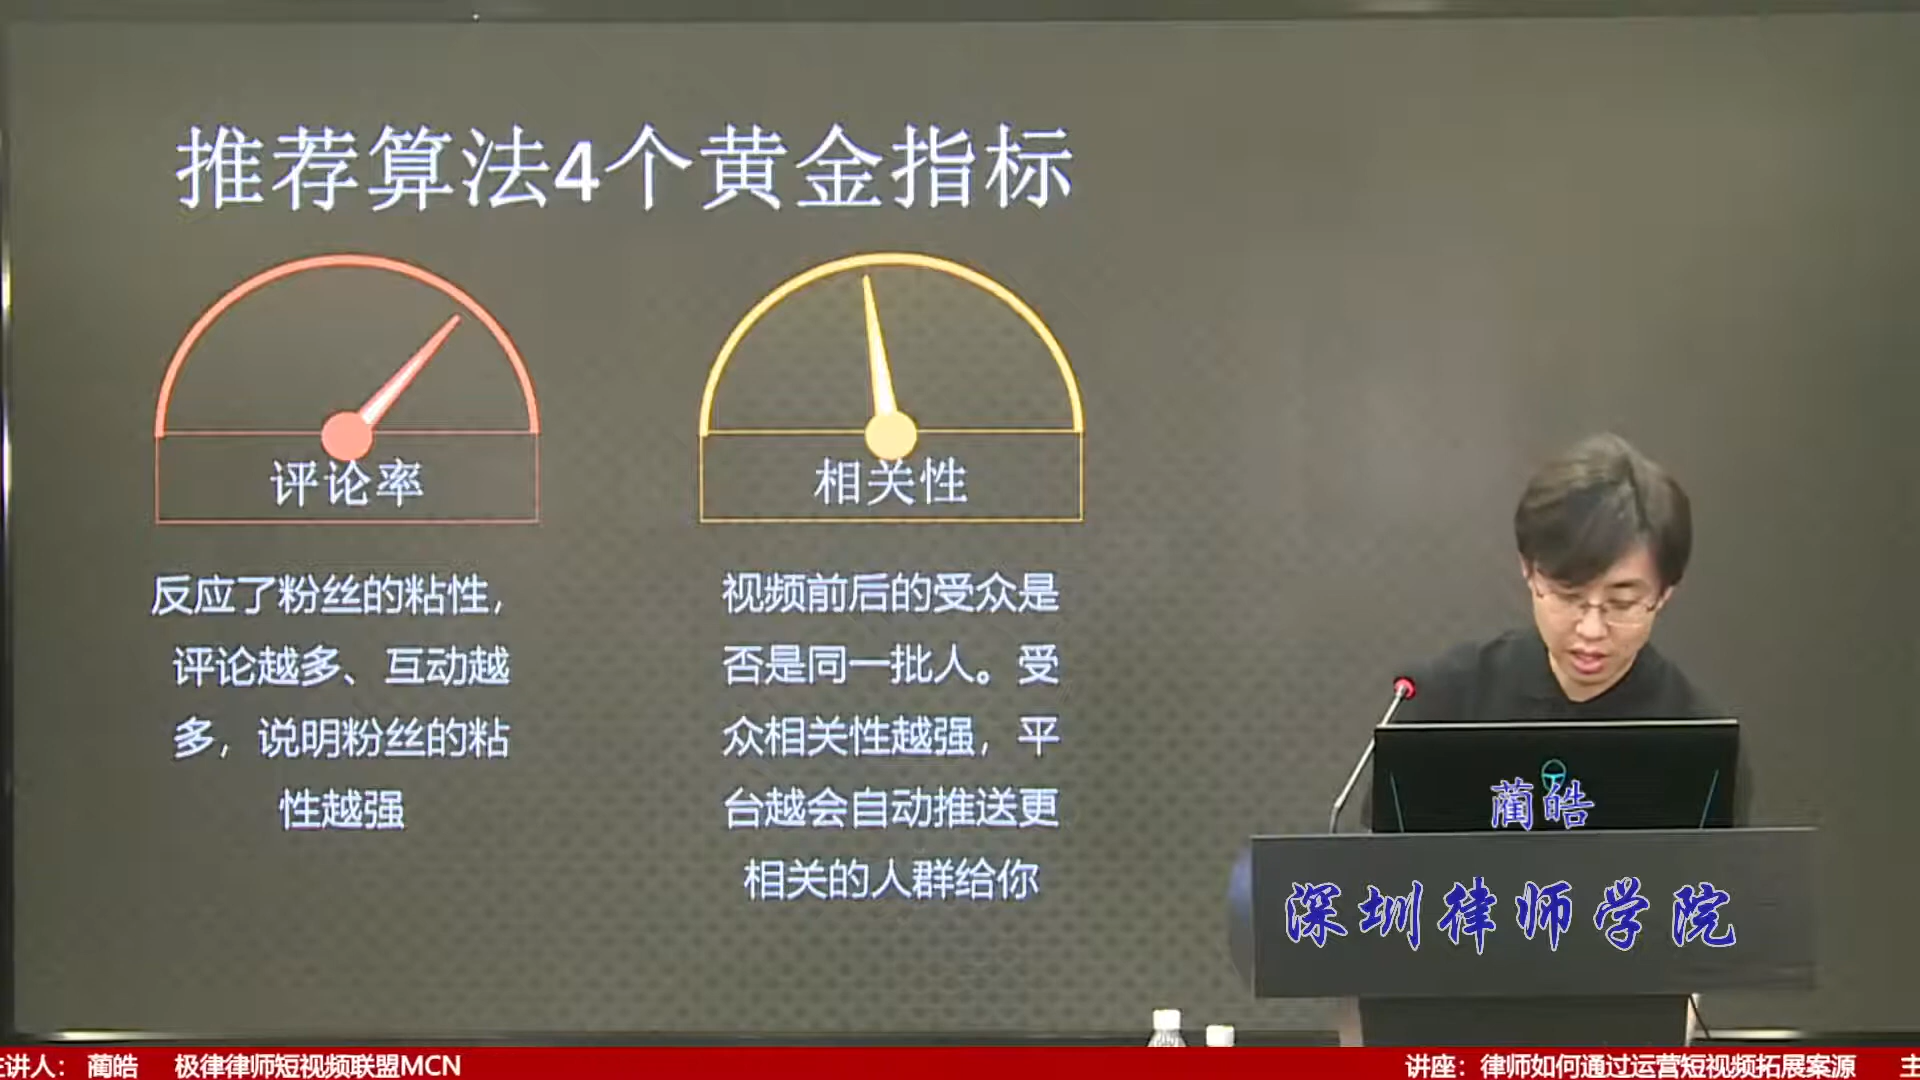 推荐算法4个黄金指标
评论率
反应了粉丝的粘性，
评论越多、互动越
多，说明粉丝的粘
性越强
相关性
视频前后的受众是
否是同一批人。受
众相关性越强，平
台越会自动推送更
相关的人群给你
蔺皓
深圳律师学院
主讲人： 蔺皓 极律律师短视频联盟MCN
讲座：律师如何通过运营短视频拓展案源 主